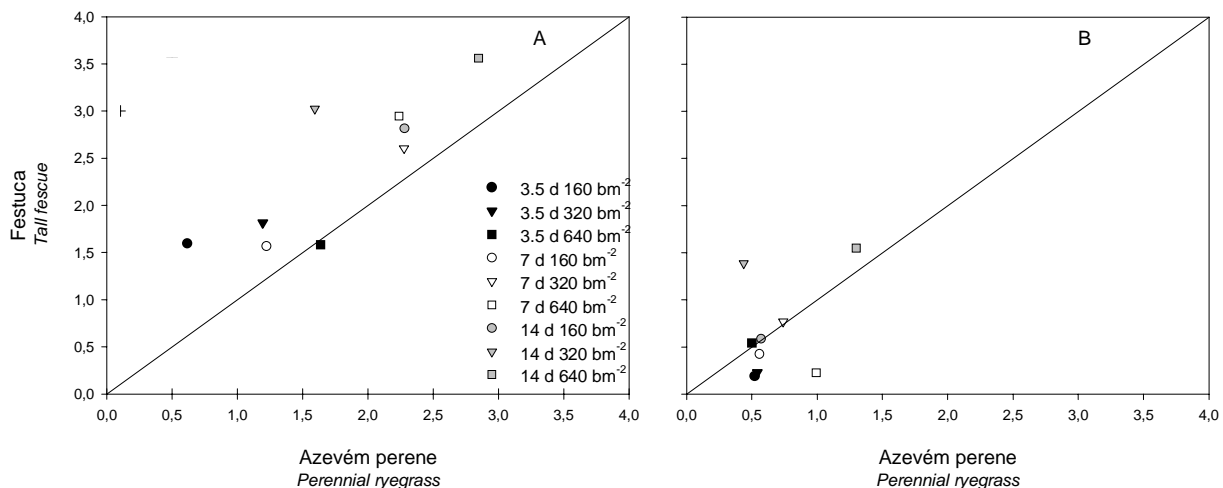 4,0
3,5
3,0
2,5
2,0
1,5
1,0
0,5
0,0
Festuca
Tall fescue
A
3.5 d 160 bm-2
3.5 d 320 bm-2
3.5 d 640 bm-2
7 d 160 bm-2
7 d 320 bm-2
7 d 640 bm-2
14 d 160 bm-2
14 d 320 bm-2
14 d 640 bm-2
0,0 0,5 1,0 1,5 2,0 2,5 3,0 3,5 4,0
Azevém perene
Perennial ryegrass
B
0,0 0,5 1,0 1,5 2,0 2,5 3,0 3,5 4,0
Azevém perene
Perennial ryegrass